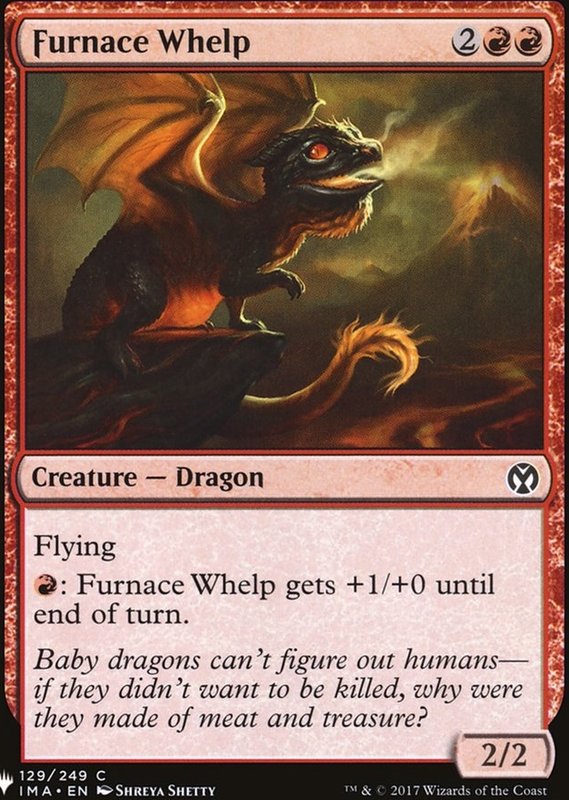 Furnace Whelp 2
Creature — Dragon
Flying
: Furnace Whelp gets +1/+0 until
end of turn.
Baby dragons can't figure out humans—
if they didn't want to be killed, why were
they made of meat and treasure?
2/2
129/249 C
IMA • EN Shreya Shetty
™ & © 2017 Wizards of the Coast